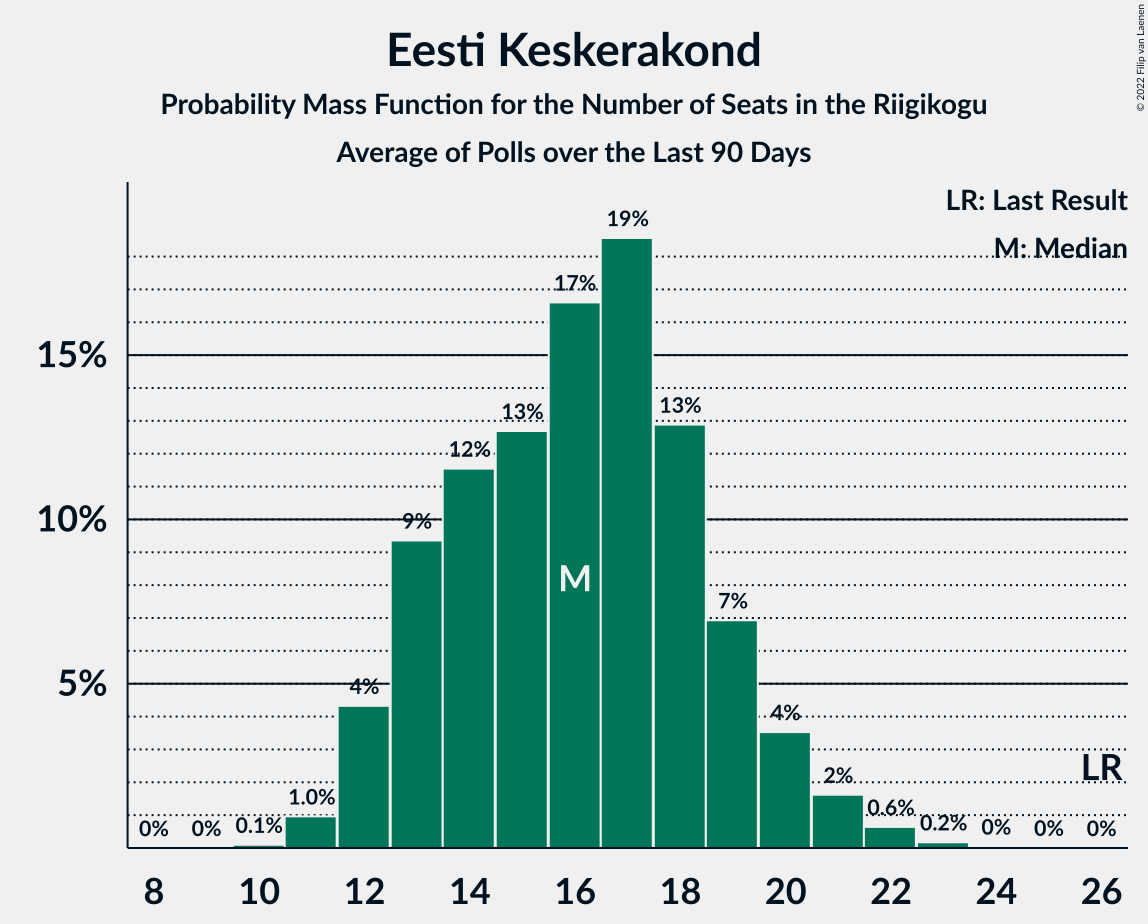 Eesti Keskerakond
Probability Mass Function for the Number of Seats in the Riigikogu
Average of Polls over the Last 90 Days
© 2022 Filip van Laenen
LR: Last Result
M: Median
15%
10%
5%
0%
0%
0.1%
1.0%
4%
9%
12%
13%
17%
19%
13%
7%
4%
2%
0.6%
0.2%
0%
0%
0%
M
LR
8 10 12 14 16 18 20 22 24 26